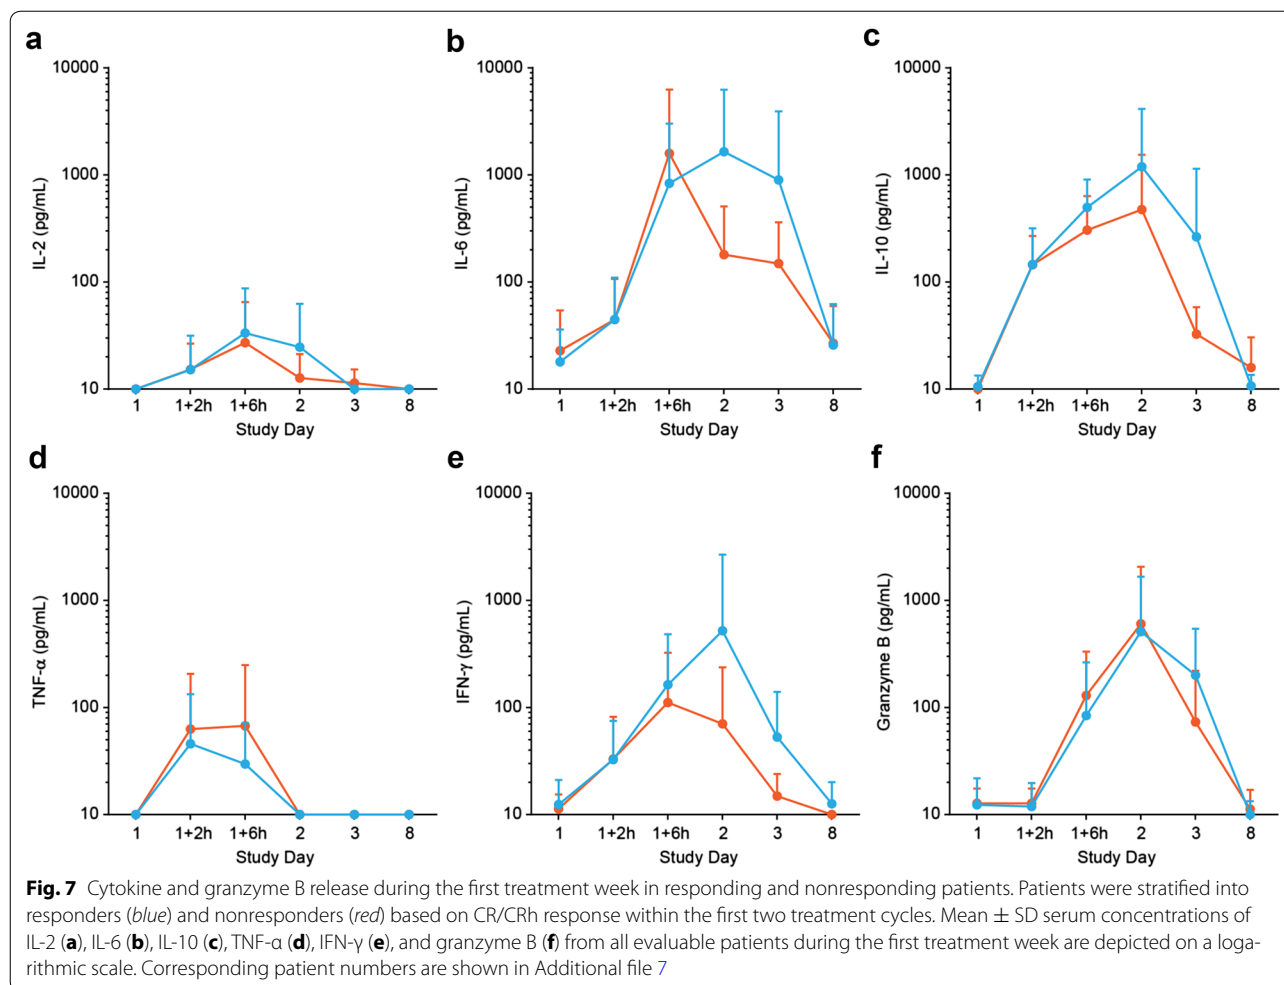 a
b
c
10000
1000
100
10
IL-2 (pg/mL)
1 1+2h 1+6h 2 3 8
Study Day
10000
1000
100
10
IL-6 (pg/mL)
1 1+2h 1+6h 2 3 8
Study Day
10000
1000
100
10
IL-10 (pg/mL)
1 1+2h 1+6h 2 3 8
Study Day
d
e
f
10000
1000
100
10
TNF-α (pg/mL)
1 1+2h 1+6h 2 3 8
Study Day
10000
1000
100
10
IFN-γ (pg/mL)
1 1+2h 1+6h 2 3 8
Study Day
10000
1000
100
10
Granzyme B (pg/mL)
1 1+2h 1+6h 2 3 8
Study Day
Fig. 7 Cytokine and granzyme B release during the first treatment week in responding and nonresponding patients. Patients were stratified into
responders (blue) and nonresponders (red) based on CR/CRh response within the first two treatment cycles. Mean ± SD serum concentrations of
IL-2 (a), IL-6 (b), IL-10 (c), TNF-α (d), IFN-γ (e), and granzyme B (f) from all evaluable patients during the first treatment week are depicted on a loga-
rithmic scale. Corresponding patient numbers are shown in Additional file 7